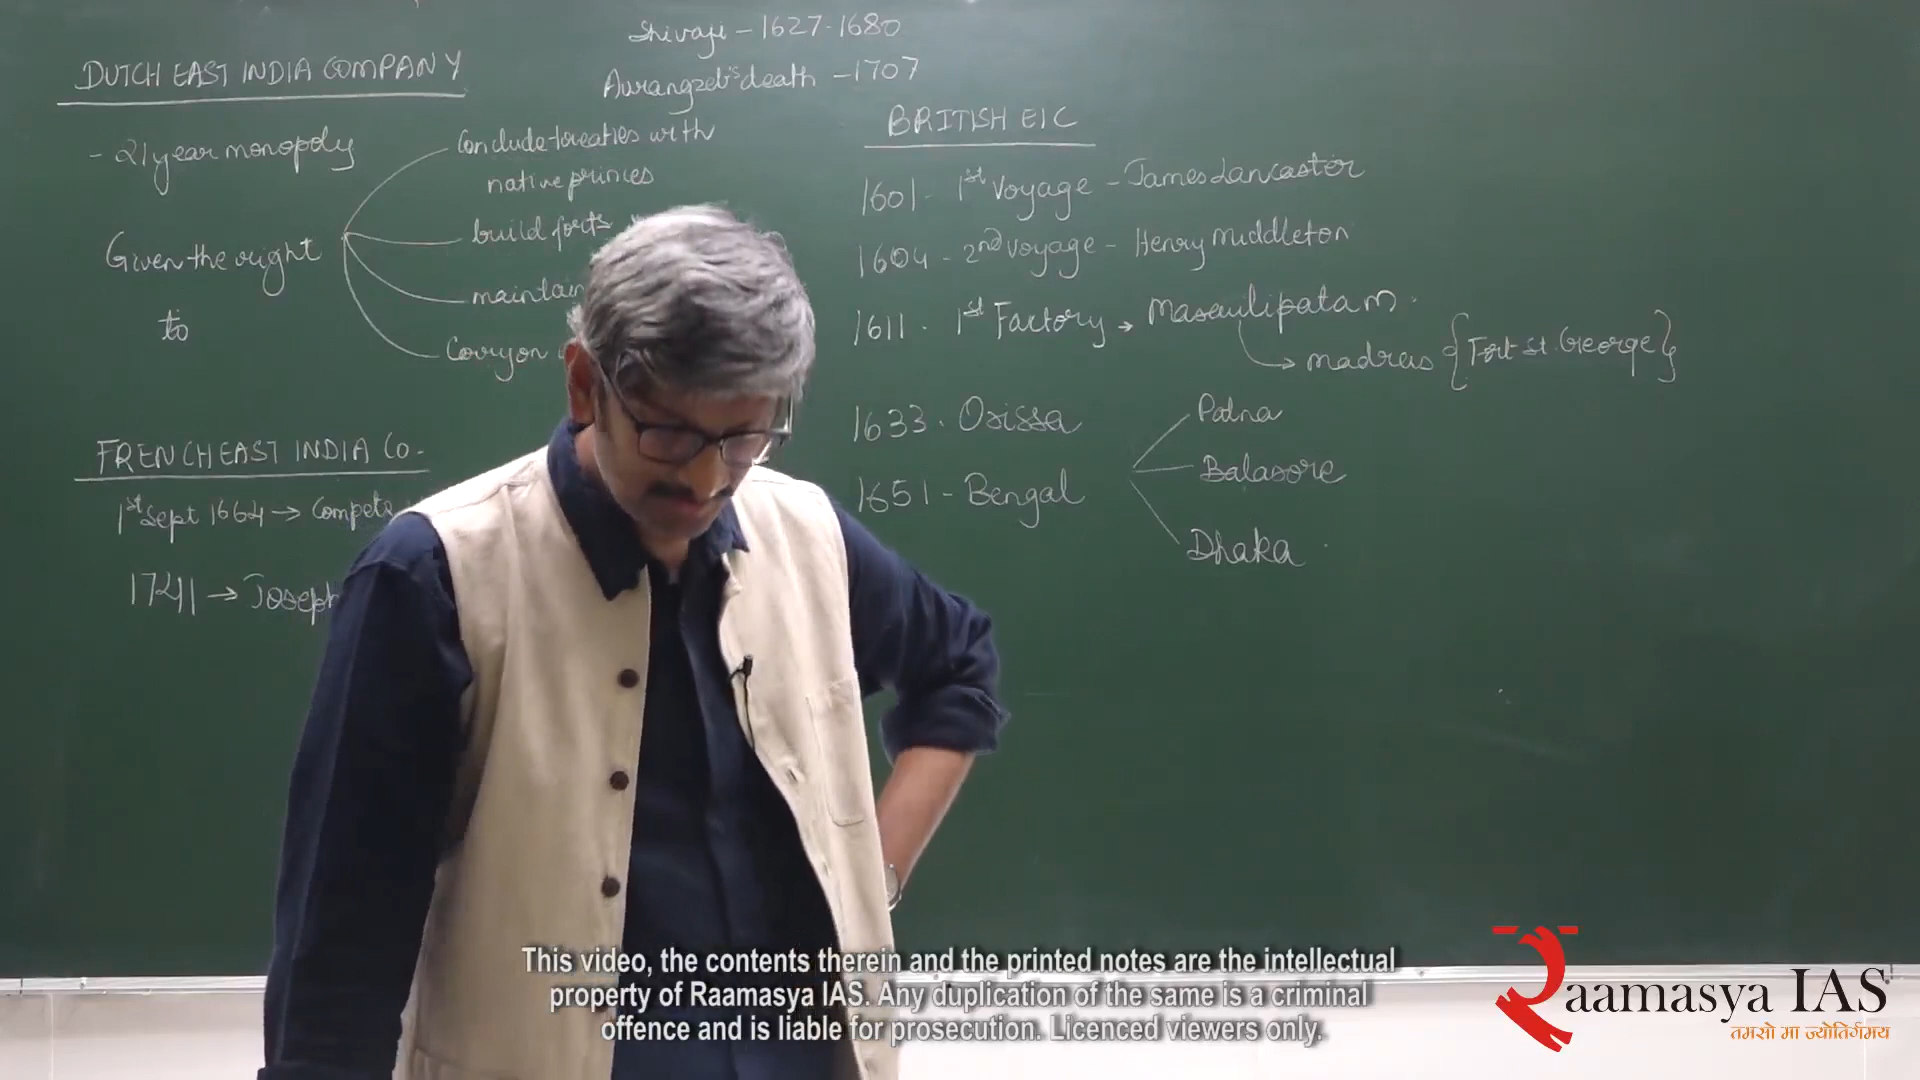 Shivaji - 1627-1680
Aurangzeb's death - 1707
DUTCH EAST INDIA COMPANY
- 21 year monopoly
Given the right
to
conclude treaties with
native princes
build forts
maintain
Carry on
FRENCH EAST INDIA CO.
1st Sept 1664 → Compete
1741 → Joseph
BRITISH EIC
1601 - 1st Voyage - James Lancaster
1604 - 2nd voyage - Henry Middleton
1611 - 1st Factory → Masaulipatam
→ madras {Fort St. George}
1633 - Orissa
1651 - Bengal
Patna
Balasore
Dhaka
This video, the contents therein and the printed notes are the intellectual
property of Raamasya IAS. Any duplication of the same is a criminal
offence and is liable for prosecution. Licenced viewers only.
Raamasya IAS
तमसो मा ज्योतिर्गमय